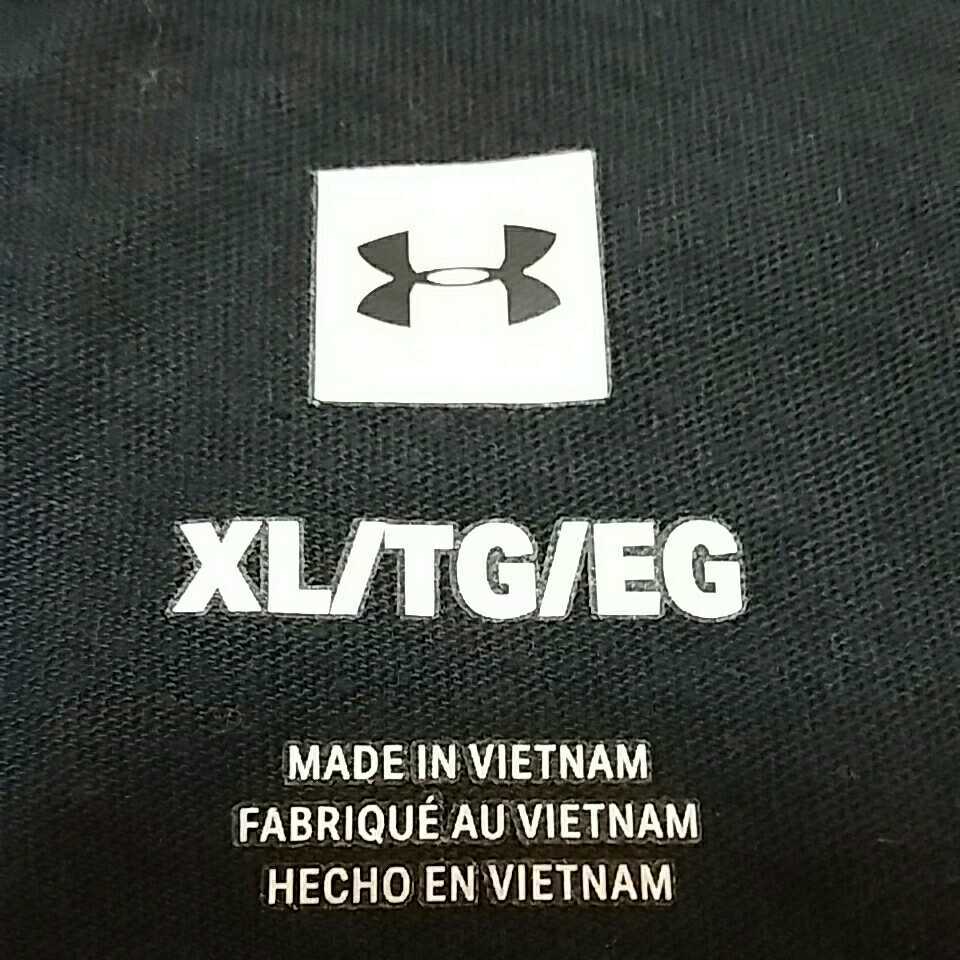 XL/TG/EG
MADE IN VIETNAM
FABRIQUÉ AU VIETNAM
HECHO EN VIETNAM